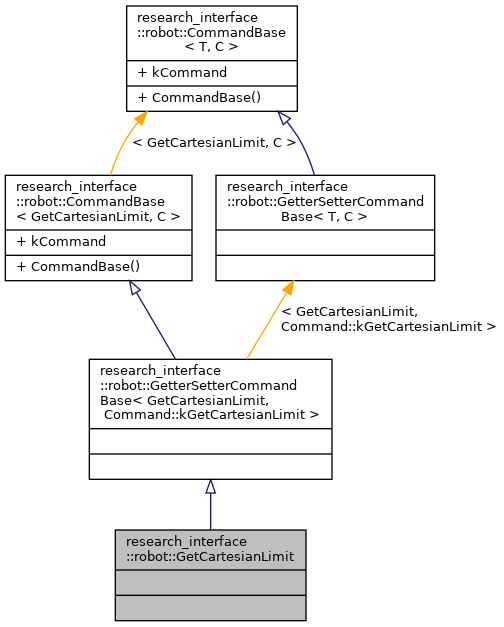 research_interface
::robot::CommandBase
< T, C >
+ kCommand
+ CommandBase()
< GetCartesianLimit, C >
research_interface
::robot::CommandBase
< GetCartesianLimit, C >
+ kCommand
+ CommandBase()
research_interface
::robot::GetterSetterCommand
Base< T, C >
< GetCartesianLimit,
Command::kGetCartesianLimit >
research_interface
::robot::GetterSetterCommand
Base< GetCartesianLimit,
Command::kGetCartesianLimit >
research_interface
::robot::GetCartesianLimit